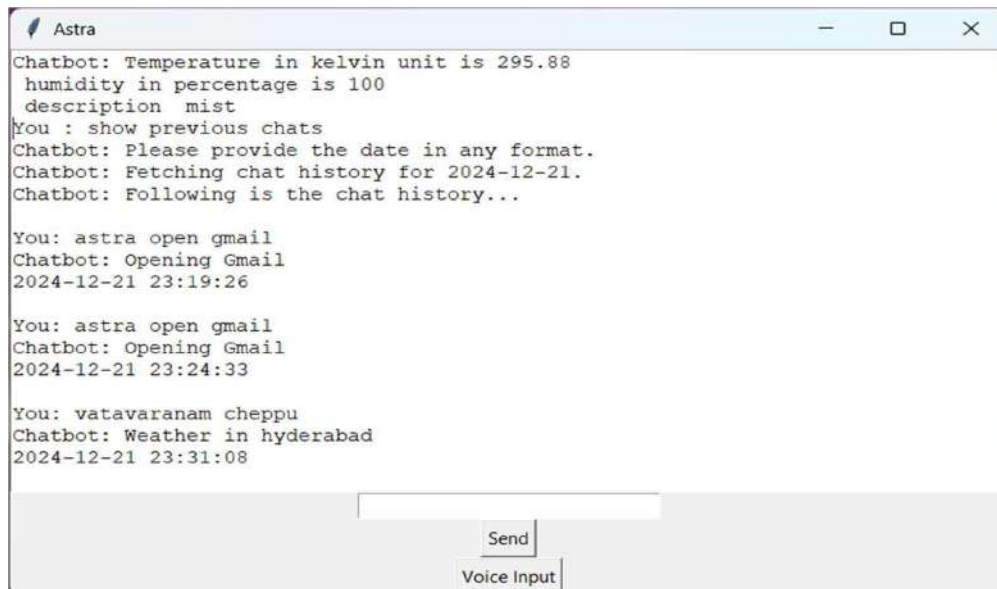 Astra
Chatbot: Temperature in kelvin unit is 295.88
humidity in percentage is 100
description  mist
You : show previous chats
Chatbot: Please provide the date in any format.
Chatbot: Fetching chat history for 2024-12-21.
Chatbot: Following is the chat history...
You: astra open gmail
Chatbot: Opening Gmail
2024-12-21 23:19:26
You: astra open gmail
Chatbot: Opening Gmail
2024-12-21 23:24:33
You: vatavaranam cheppu
Chatbot: Weather in hyderabad
2024-12-21 23:31:08
Send
Voice Input